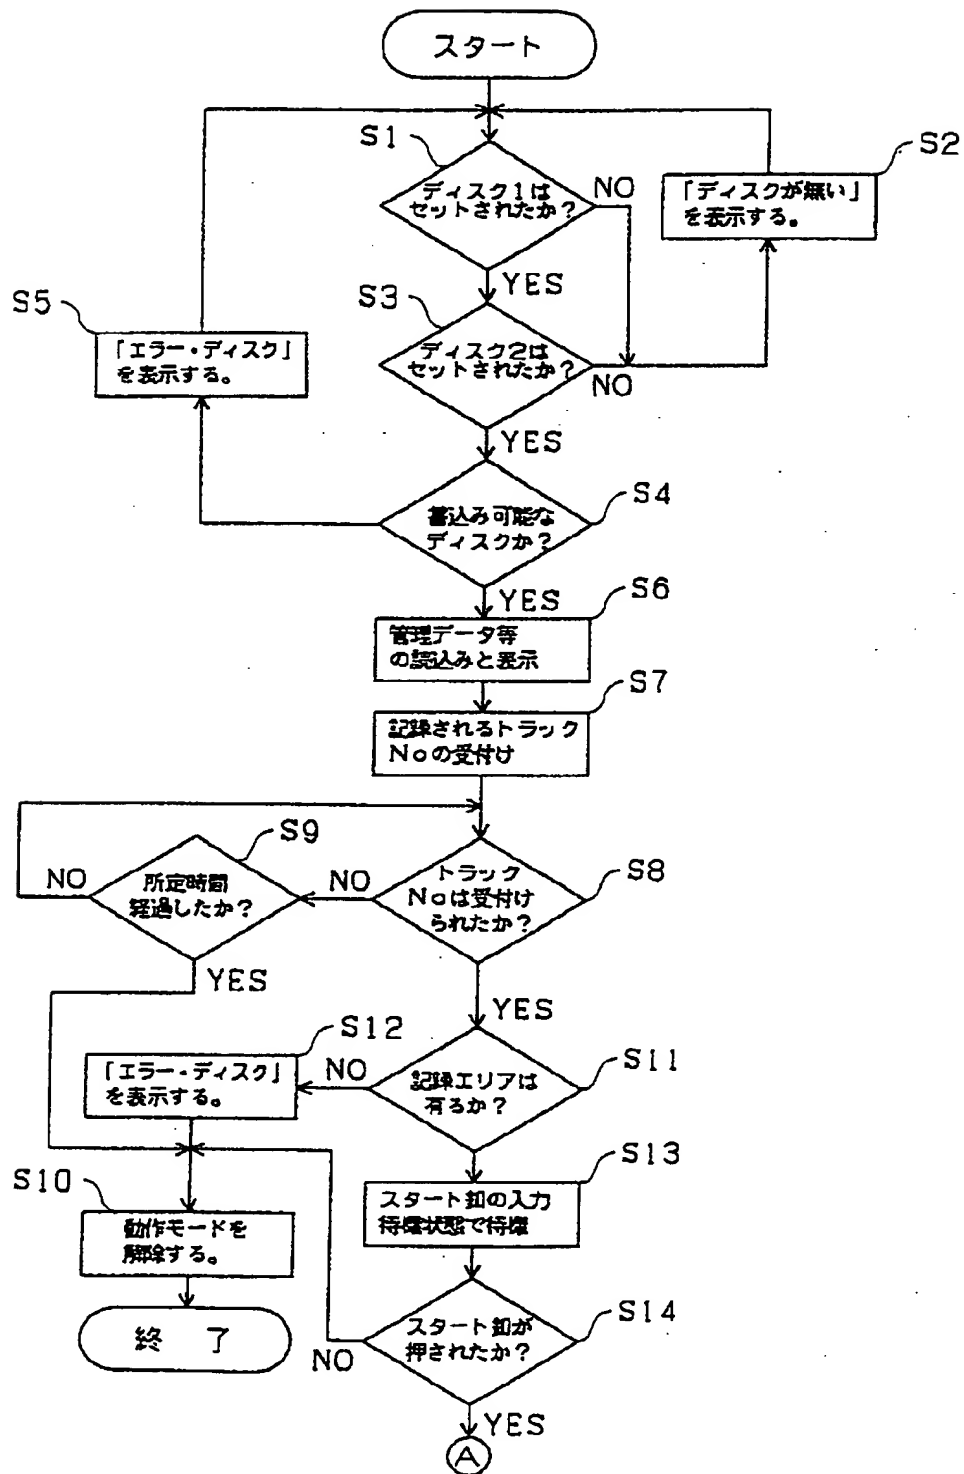 スタート
S1
ディスク1は
セットされたか？
NO
S2
「ディスクが無い」
を表示する。
YES
S3
ディスク2は
セットされたか？
NO
S5
「エラー・ディスク」
を表示する。
YES
S4
書込み可能な
ディスクか？
YES
S6
管理データ等
の読込みと表示
S7
記録されるトラック
Noの受付け
S8
トラック
Noは受付け
られたか？
NO
S9
所定時間
経過したか？
NO
YES
YES
S11
記録エリアは
有るか？
NO
S12
「エラー・ディスク」
を表示する。
S13
スタート釦の入力
待機状態で待機
S10
動作モードを
解除する。
終 了
S14
スタート釦が
押されたか？
NO
YES
A